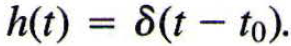 h(t) = δ(t − t₀).